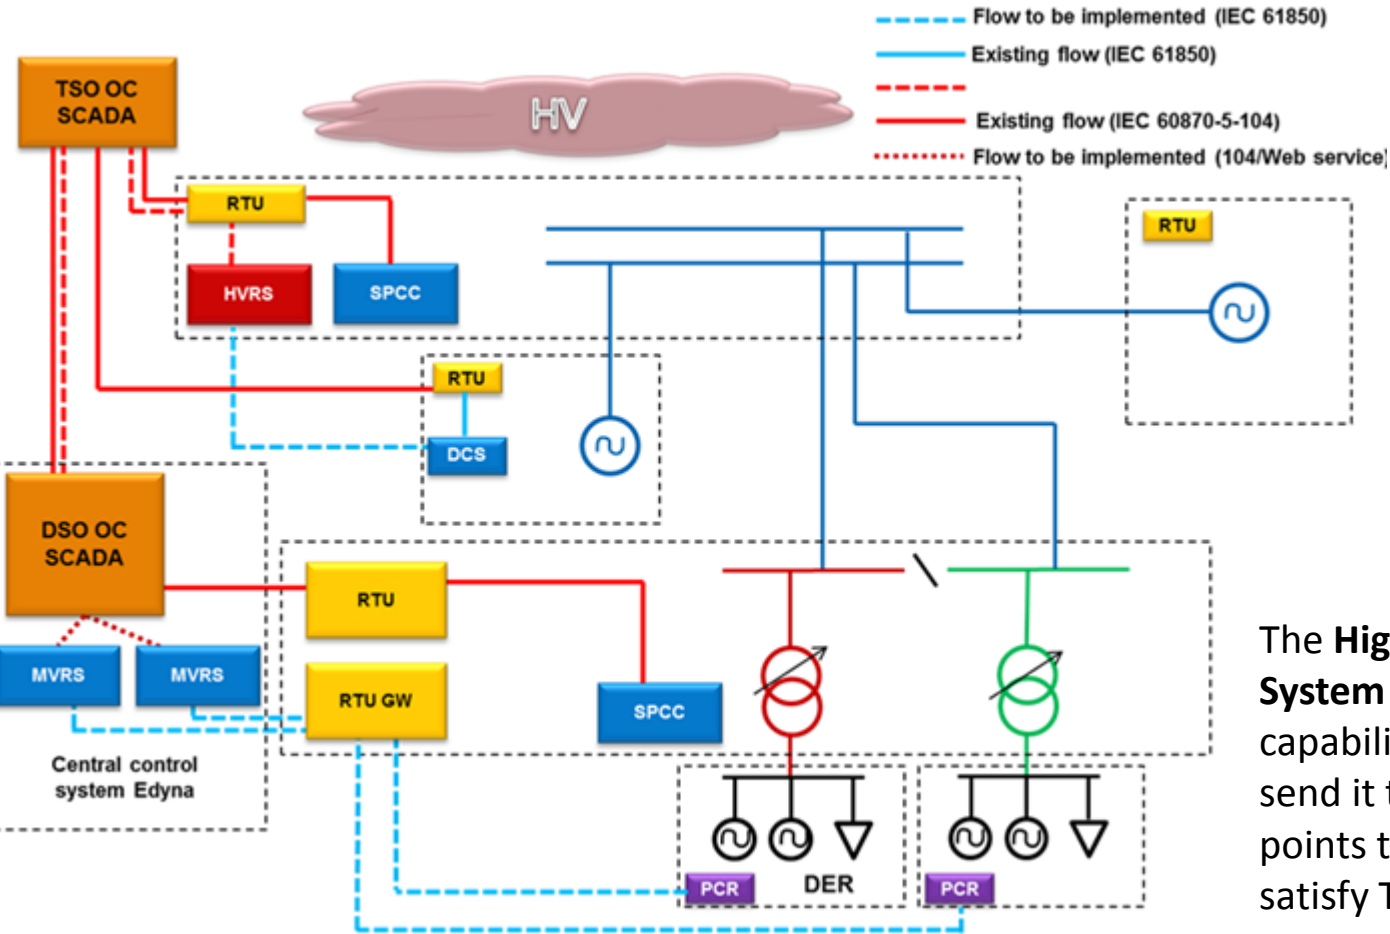 Flow to be implemented (IEC 61850)
Existing flow (IEC 61850)
Existing flow (IEC 60870-5-104)
Flow to be implemented (104/Web service)
TSO OC
SCADA
HV
RTU
HVRS
SPCC
RTU
RTU
DCS
DSO OC
SCADA
MVRS
MVRS
Central control
system Edyna
RTU
RTU GW
SPCC
PCR
DER
PCR
The Hig
System
capabili
send it t
points t
satisfy T